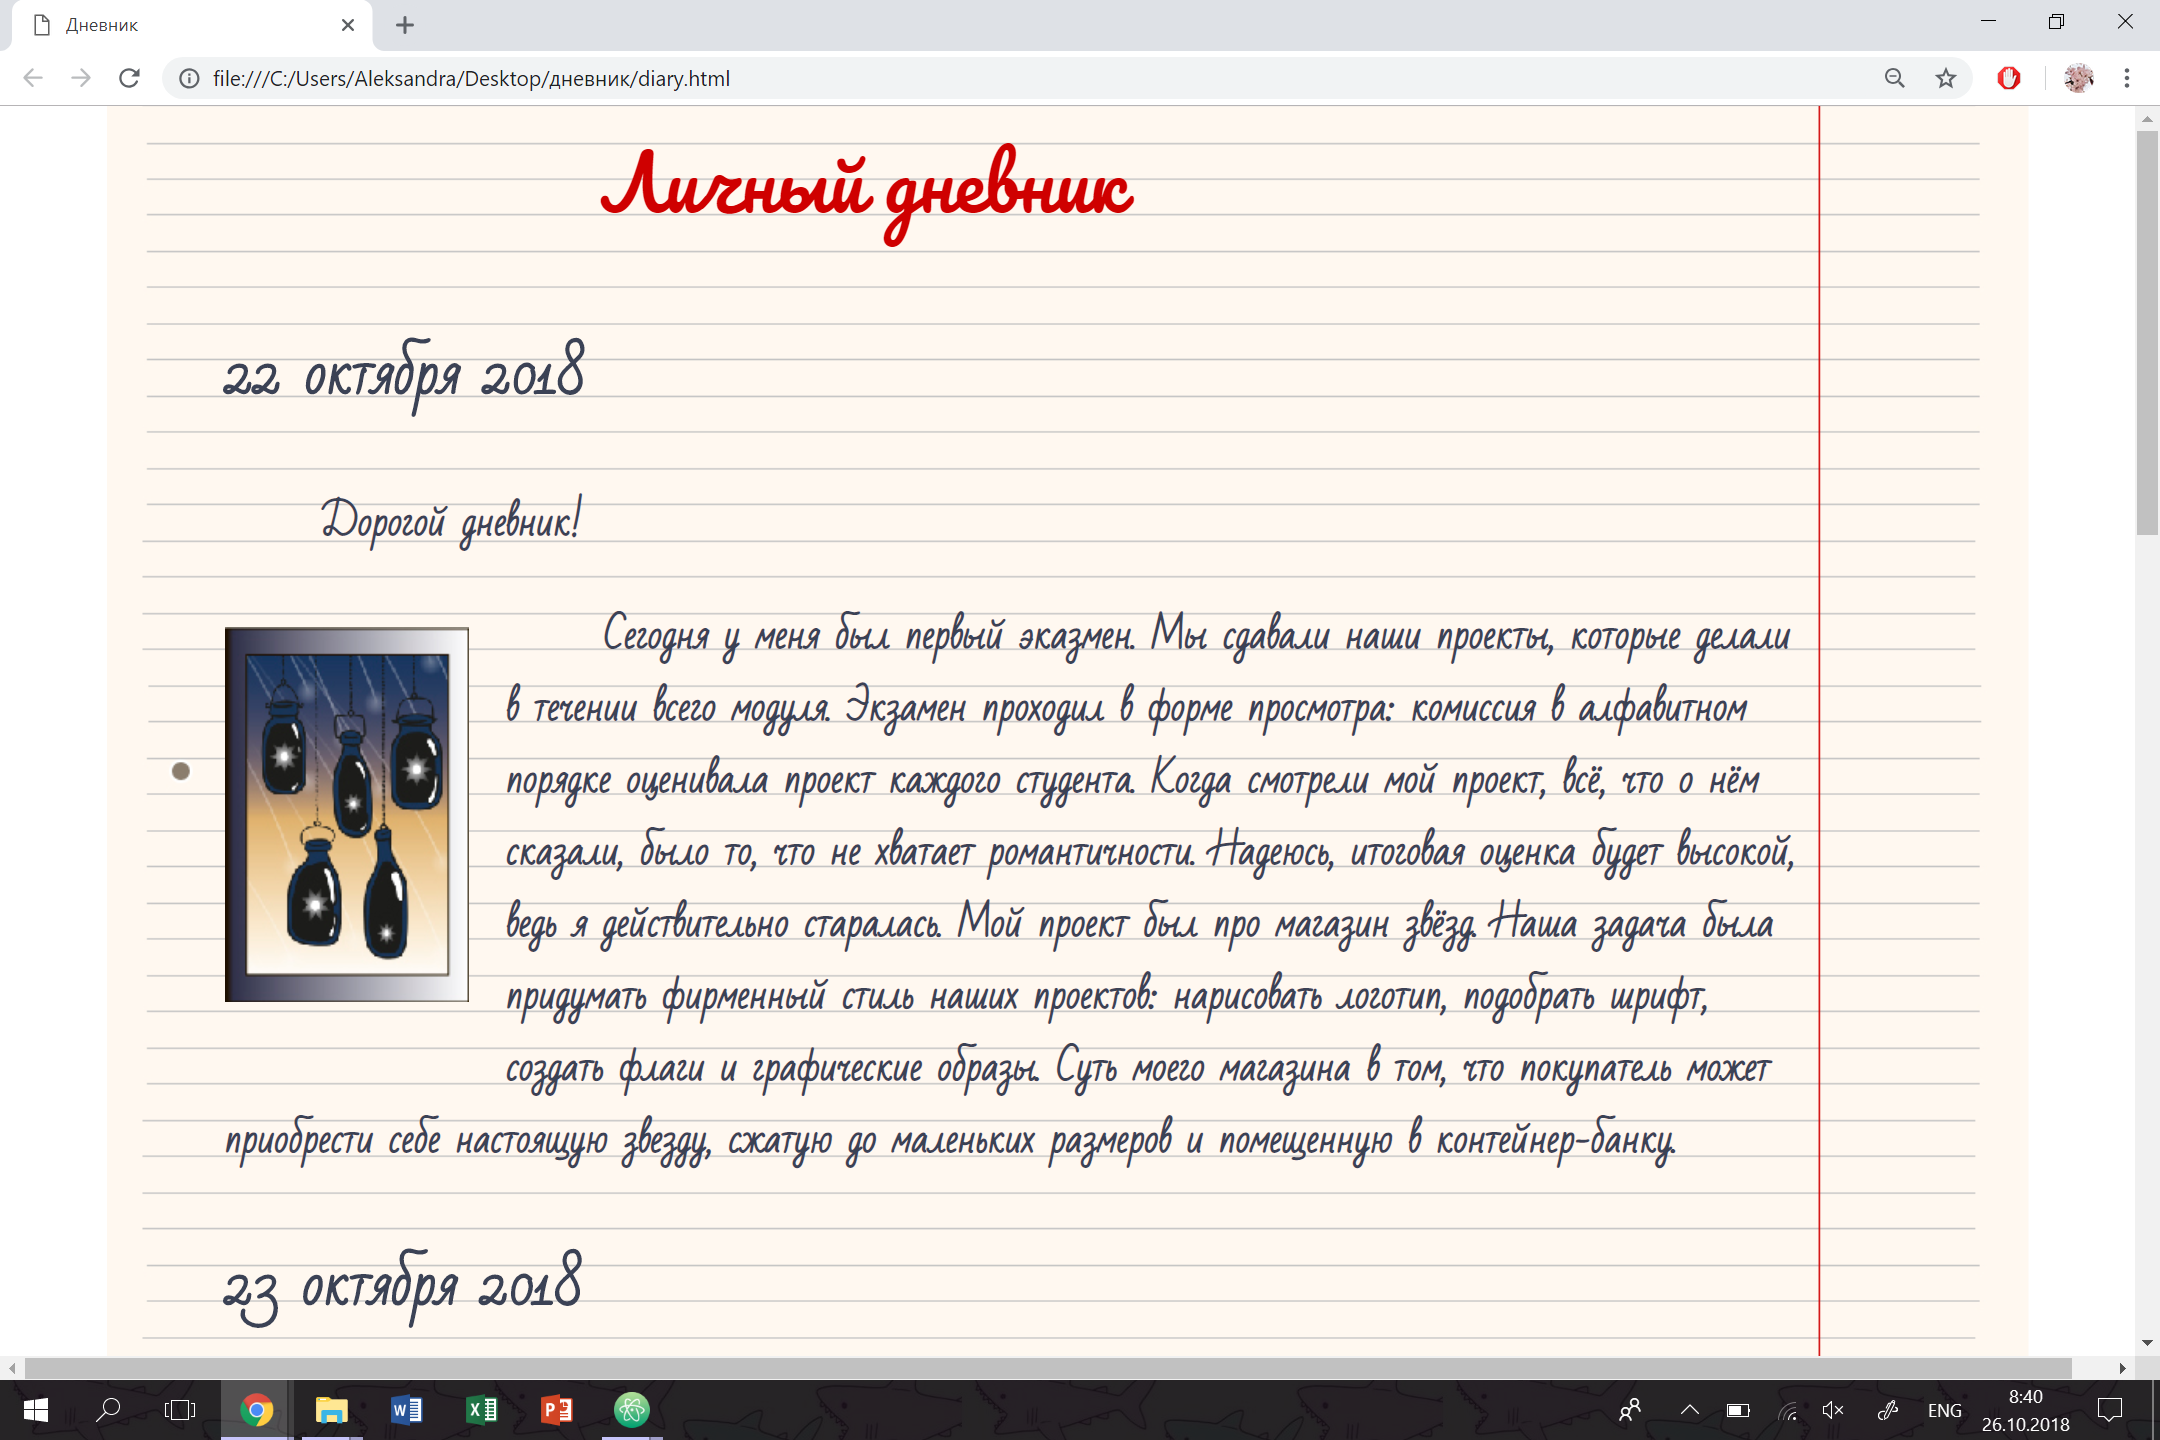 Дневник
file:///C:/Users/Aleksandra/Desktop/дневник/diary.html
Личный дневник
22 октября 2018
Дорогой дневник!
Сегодня у меня был первый эказмен. Мы сдавали наши проекты, которые делали
в течении всего модуля. Экзамен проходил в форме просмотра: комиссия в алфавитном
порядке оценивала проект каждого студента. Когда смотрели мой проект, всё, что о нём
сказали, было то, что не хватает романтичности. Надеюсь, итоговая оценка будет высокой,
ведь я действительно старалась. Мой проект был про магазин звёзд. Наша задача была
придумать фирменный стиль наших проектов: нарисовать логотип, подобрать шрифт,
создать флаги и графические образы. Суть моего магазина в том, что покупатель может
приобрести себе настоящую звезду, сжатую до маленьких размеров и помещенную в контейнер-банку.
23 октября 2018
ENG
8:40
26.10.2018